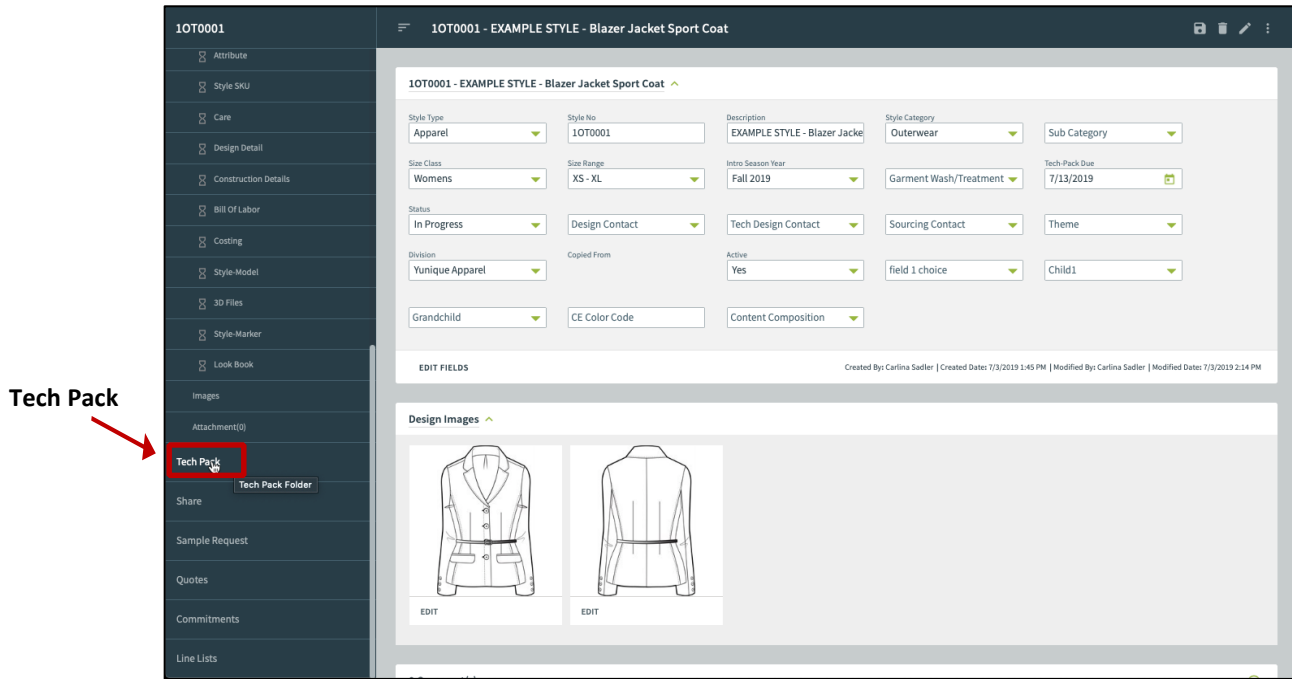 Tech Pack
1OT0001
Attribute
Style SKU
Care
Design Detail
Construction Details
Bill Of Labor
Costing
Style-Model
3D Files
Style-Marker
Look Book
Images
Attachment(0)
Tech Pack
Tech Pack Folder
Share
Sample Request
Quotes
Commitments
Line Lists
1OT0001 - EXAMPLE STYLE - Blazer Jacket Sport Coat
1OT0001 - EXAMPLE STYLE - Blazer Jacket Sport Coat
Style Type Style No Description Style Category
Apparel 1OT0001 EXAMPLE STYLE - Blazer Jacke Outerwear Sub Category
Size Class Size Range Intro Season Year Tech-Pack Due
Womens XS - XL Fall 2019 Garment Wash/Treatment 7/13/2019
Status
In Progress Design Contact Tech Design Contact Sourcing Contact Theme
Division Copied From Active
Yunique Apparel Yes field 1 choice Child1
Grandchild CE Color Code Content Composition
EDIT FIELDS Created By: Carlina Sadler | Created Date: 7/3/2019 1:45 PM | Modified By: Carlina Sadler | Modified Date: 7/3/2019 2:14 PM
Design Images
EDIT EDIT